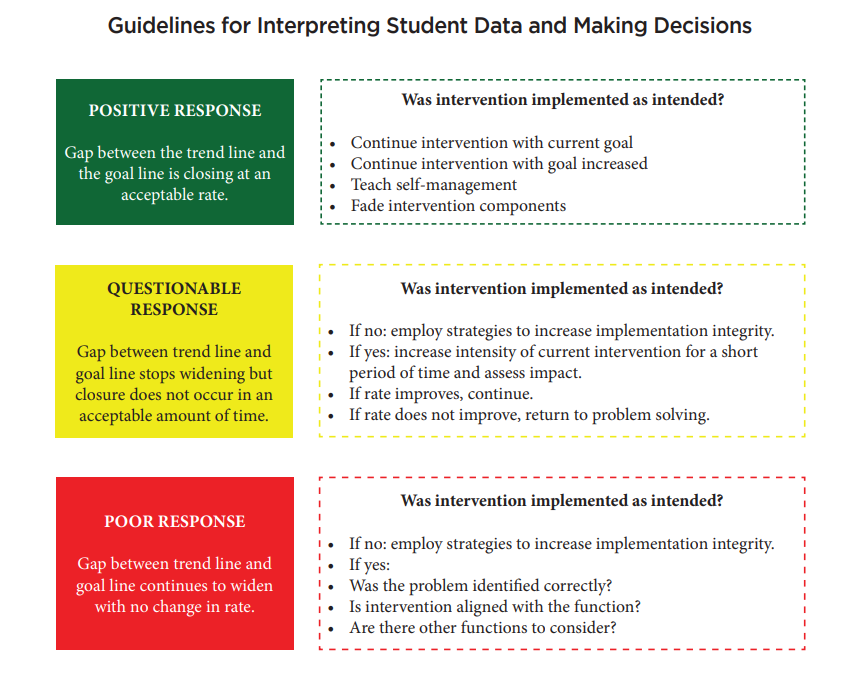 Guidelines for Interpreting Student Data and Making Decisions
POSITIVE RESPONSE
Gap between the trend line and
the goal line is closing at an
acceptable rate.
Was intervention implemented as intended?
• Continue intervention with current goal
• Continue intervention with goal increased
• Teach self-management
• Fade intervention components
QUESTIONABLE
RESPONSE
Gap between trend line and
goal line stops widening but
closure does not occur in an
acceptable amount of time.
Was intervention implemented as intended?
• If no: employ strategies to increase implementation integrity.
• If yes: increase intensity of current intervention for a short
period of time and assess impact.
• If rate improves, continue.
• If rate does not improve, return to problem solving.
POOR RESPONSE
Gap between trend line and
goal line continues to widen
with no change in rate.
Was intervention implemented as intended?
• If no: employ strategies to increase implementation integrity.
• If yes:
• Was the problem identified correctly?
• Is intervention aligned with the function?
• Are there other functions to consider?